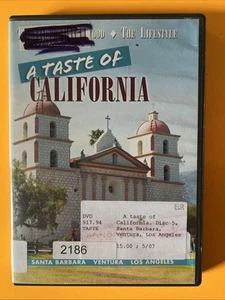 ◆ THE LIFESTYLE
A TASTE OF
CALIFORNIA
DVD
917.94
TASTE
A taste of
California. Disc 5,
Santa Barbara,
Ventura, Los Angeles
15.00 ; 5/07
2186
SANTA BARBARA VENTURA LOS ANGELES